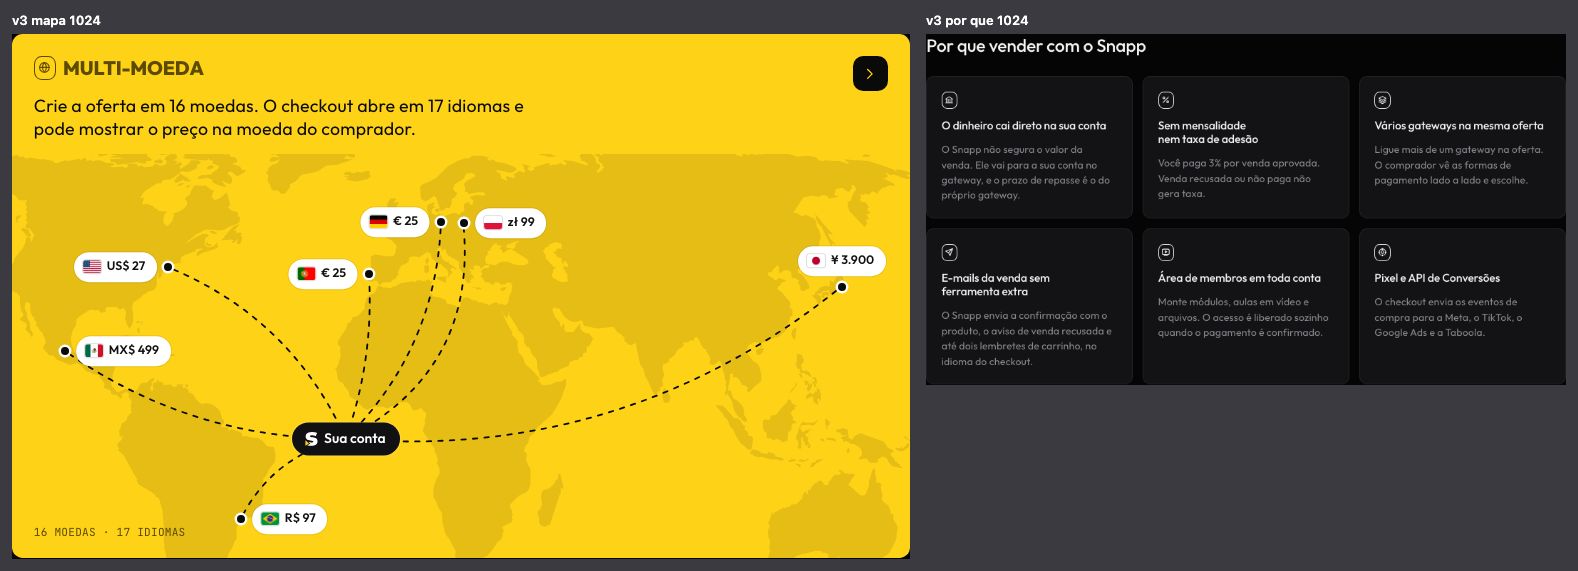 v3 mapa 1024
MULTI-MOEDA
Crie a oferta em 16 moedas. O checkout abre em 17 idiomas e
pode mostrar o preço na moeda do comprador.
€ 25
zł 99
US$ 27
€ 25
¥ 3.900
MX$ 499
Sua conta
R$ 97
16 MOEDAS · 17 IDIOMAS
v3 por que 1024
Por que vender com o Snapp
O dinheiro cai direto na sua conta
O Snapp não segura o valor da
venda. Ele vai para a sua conta no
gateway, e o prazo de repasse é o do
próprio gateway.
Sem mensalidade
nem taxa de adesão
Você paga 3% por venda aprovada.
Venda recusada ou não paga não
gera taxa.
Vários gateways na mesma oferta
Ligue mais de um gateway na oferta.
O comprador vê as formas de
pagamento lado a lado e escolhe.
E-mails da venda sem
ferramenta extra
O Snapp envia a confirmação com o
produto, o aviso de venda recusada e
até dois lembretes de carrinho, no
idioma do checkout.
Área de membros em toda conta
Monte módulos, aulas em vídeo e
arquivos. O acesso é liberado sozinho
quando o pagamento é confirmado.
Pixel e API de Conversões
O checkout envia os eventos de
compra para a Meta, o TikTok, o
Google Ads e a Taboola.